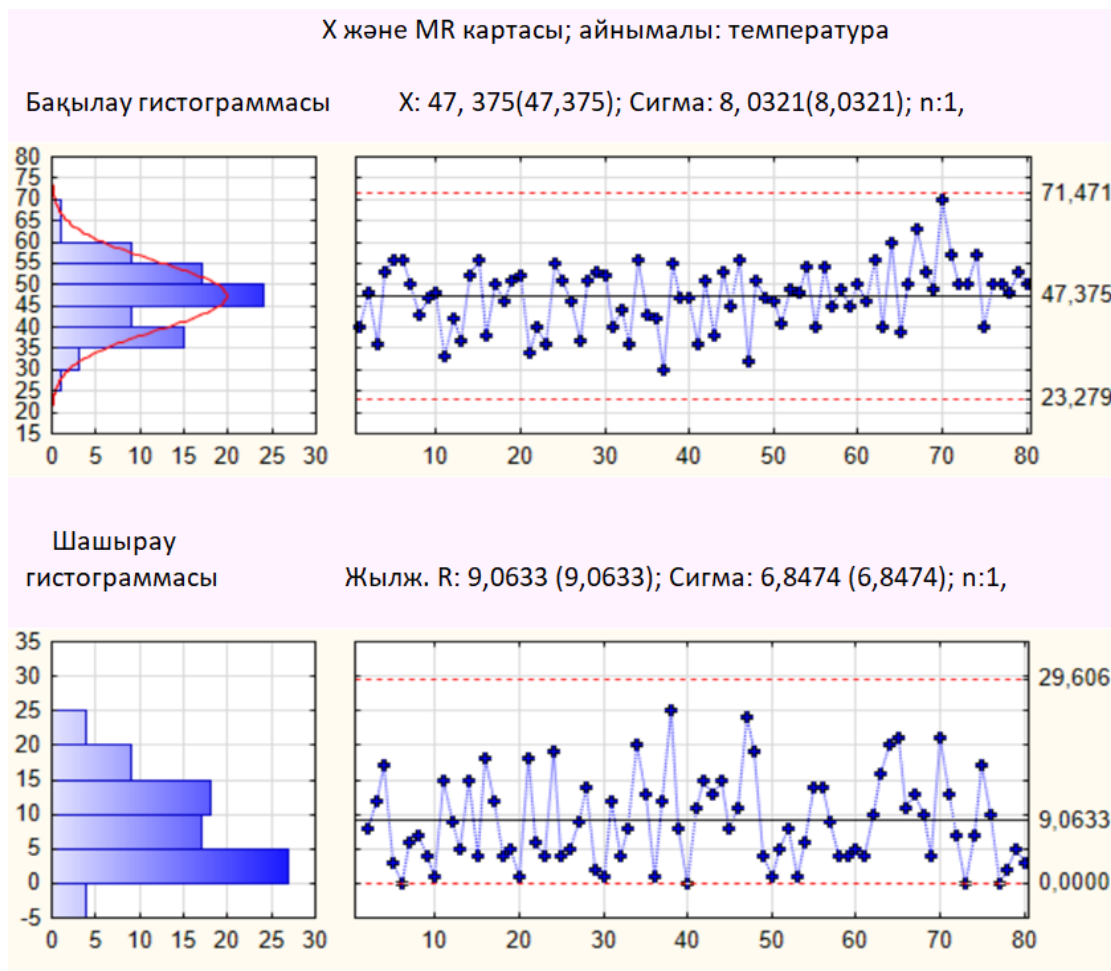 Х және MR картасы; айнымалы: температура
Бақылау гистограммасы
X: 47, 375(47,375); Сигма: 8, 0321(8,0321); n:1,
80
75
70
65
60
55
50
45
40
35
30
25
20
15
0 5 10 15 20 25 30
71,471
47,375
23,279
10 20 30 40 50 60 70 80
Шашырау
гистограммасы
Жылж. R: 9,0633 (9,0633); Сигма: 6,8474 (6,8474); n:1,
35
30
25
20
15
10
5
0
-5
0 5 10 15 20 25 30
29,606
9,0633
0,0000
10 20 30 40 50 60 70 80